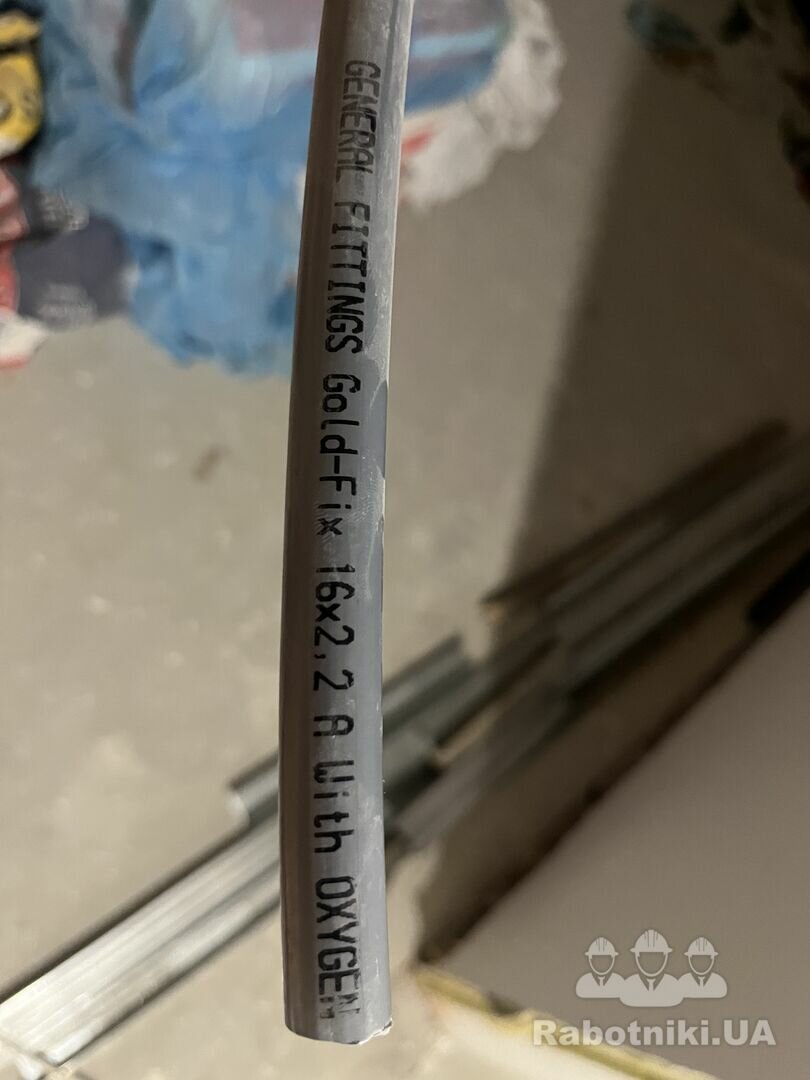 GENERAL FITTINGS Gold-Fix 16x2,2 A With OXYGEN
Rabotniki.UA